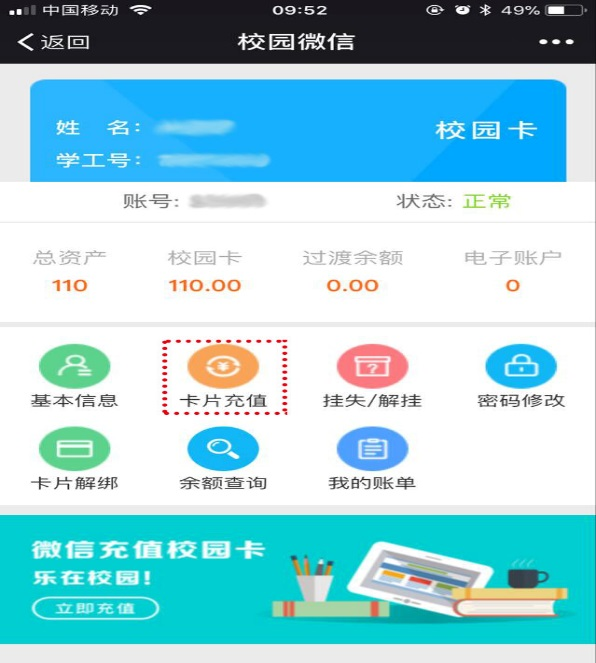 中国移动 09:52 49%
返回 校园微信
姓 名:
校园卡
学工号:
账号: 状态: 正常
总资产 校园卡 过渡余额 电子账户
110 110.00 0.00 0
基本信息 卡片充值 挂失/解挂 密码修改
卡片解绑 余额查询 我的账单
微信充值校园卡
乐在校园!
立即充值